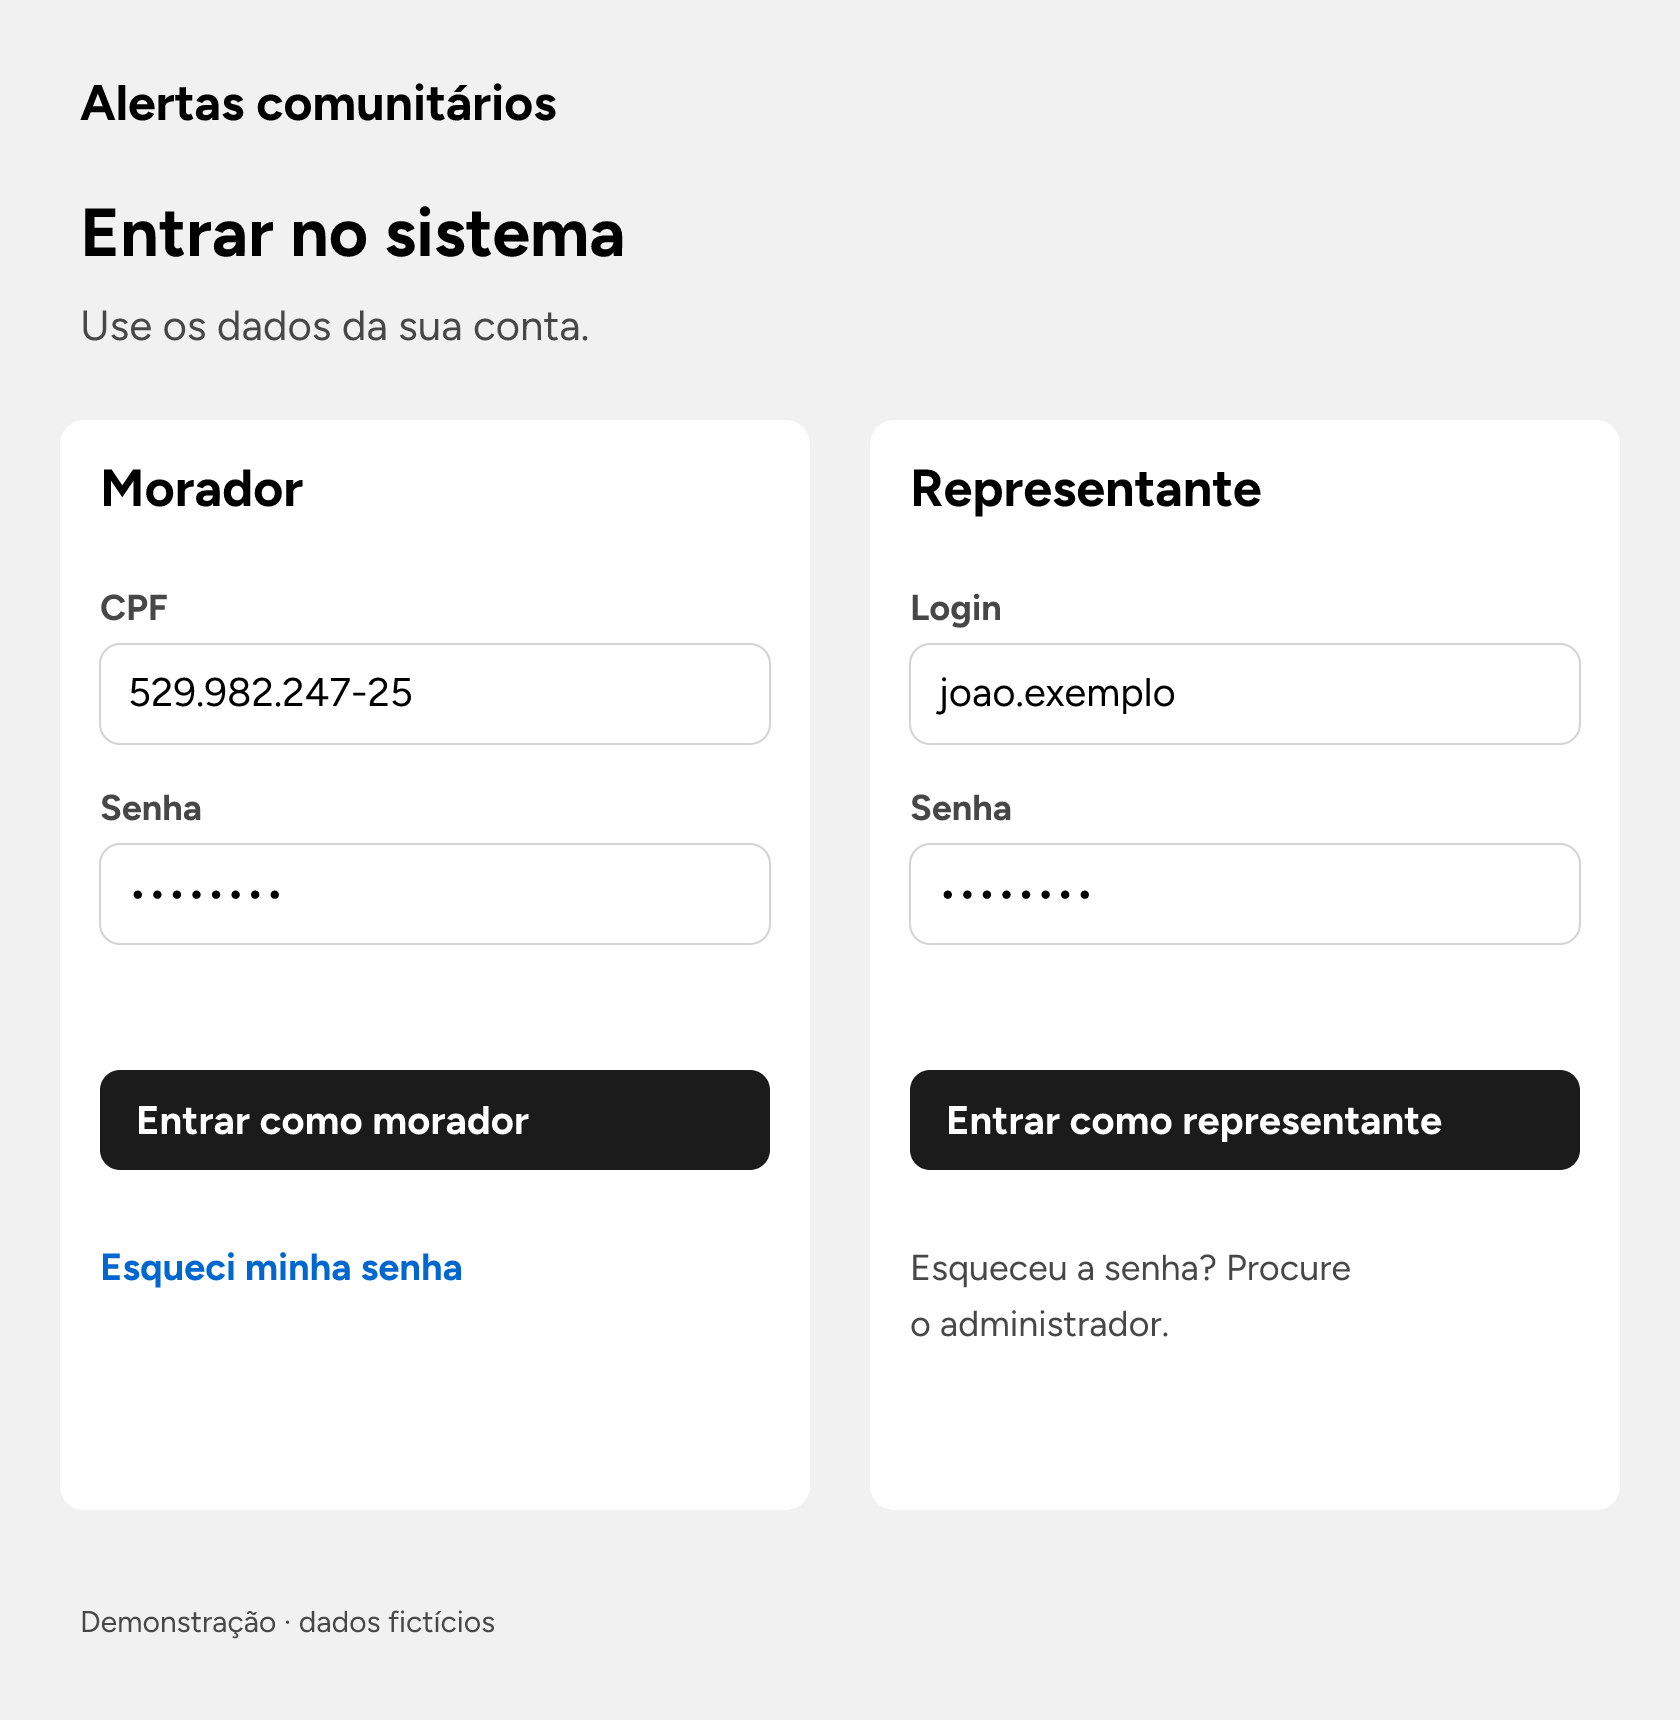 Alertas comunitários
Entrar no sistema
Use os dados da sua conta.
Morador
CPF
529.982.247-25
Senha
••••••••
Entrar como morador
Esqueci minha senha
Representante
Login
joao.exemplo
Senha
••••••••
Entrar como representante
Esqueceu a senha? Procure
o administrador.
Demonstração · dados fictícios